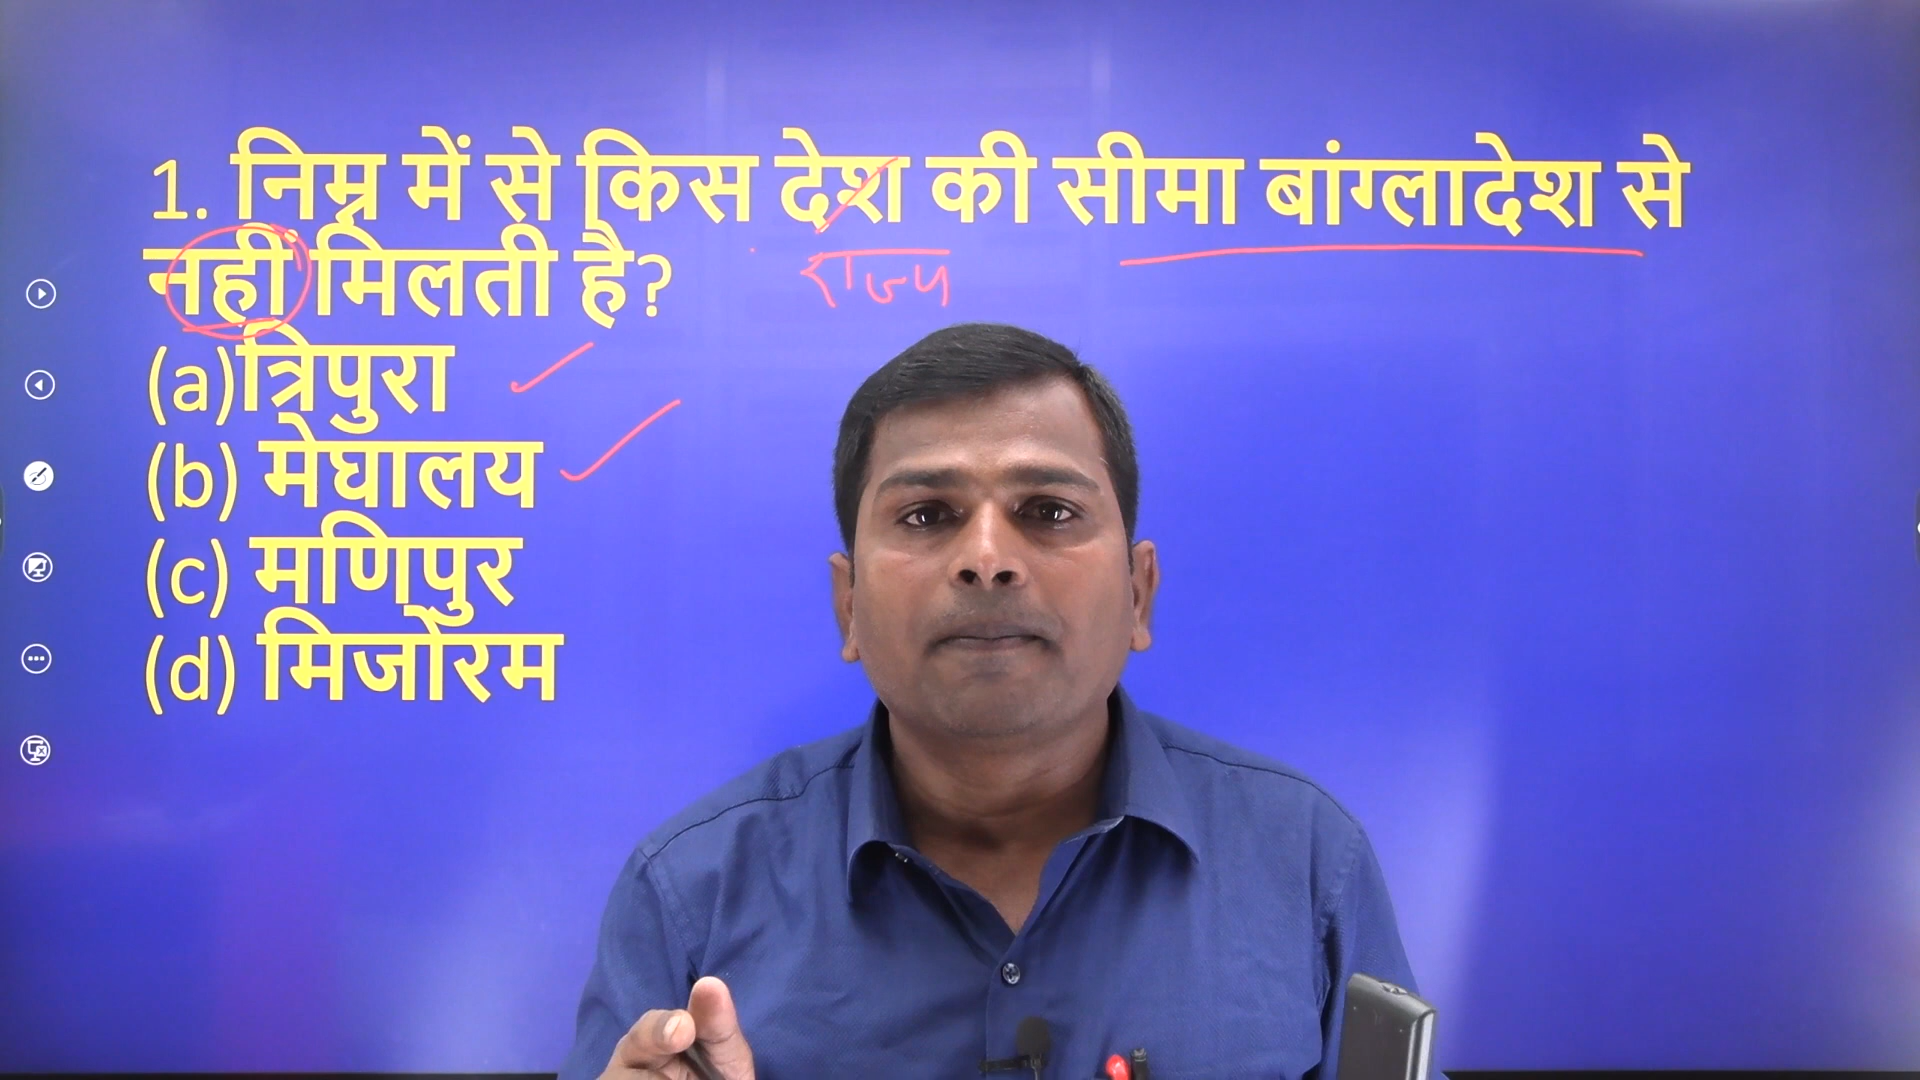 1. निम्न में से किस देश की सीमा बांग्लादेश से
राज्य
नहीं मिलती है?
(a)त्रिपुरा
(b) मेघालय
(c) मणिपुर
(d) मिजोरम